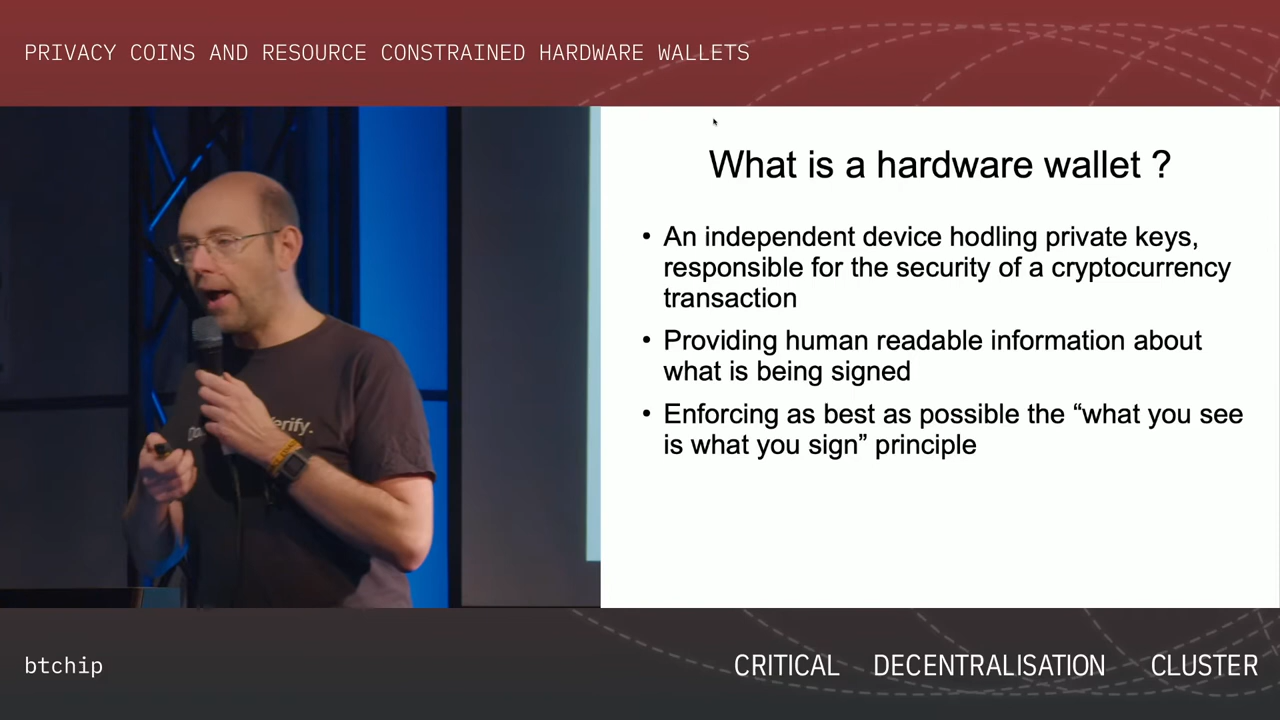 PRIVACY COINS AND RESOURCE CONSTRAINED HARDWARE WALLETS
What is a hardware wallet ?
• An independent device hodling private keys,
responsible for the security of a cryptocurrency
transaction
• Providing human readable information about
what is being signed
• Enforcing as best as possible the “what you see
is what you sign” principle
btchip
CRITICAL DECENTRALISATION CLUSTER